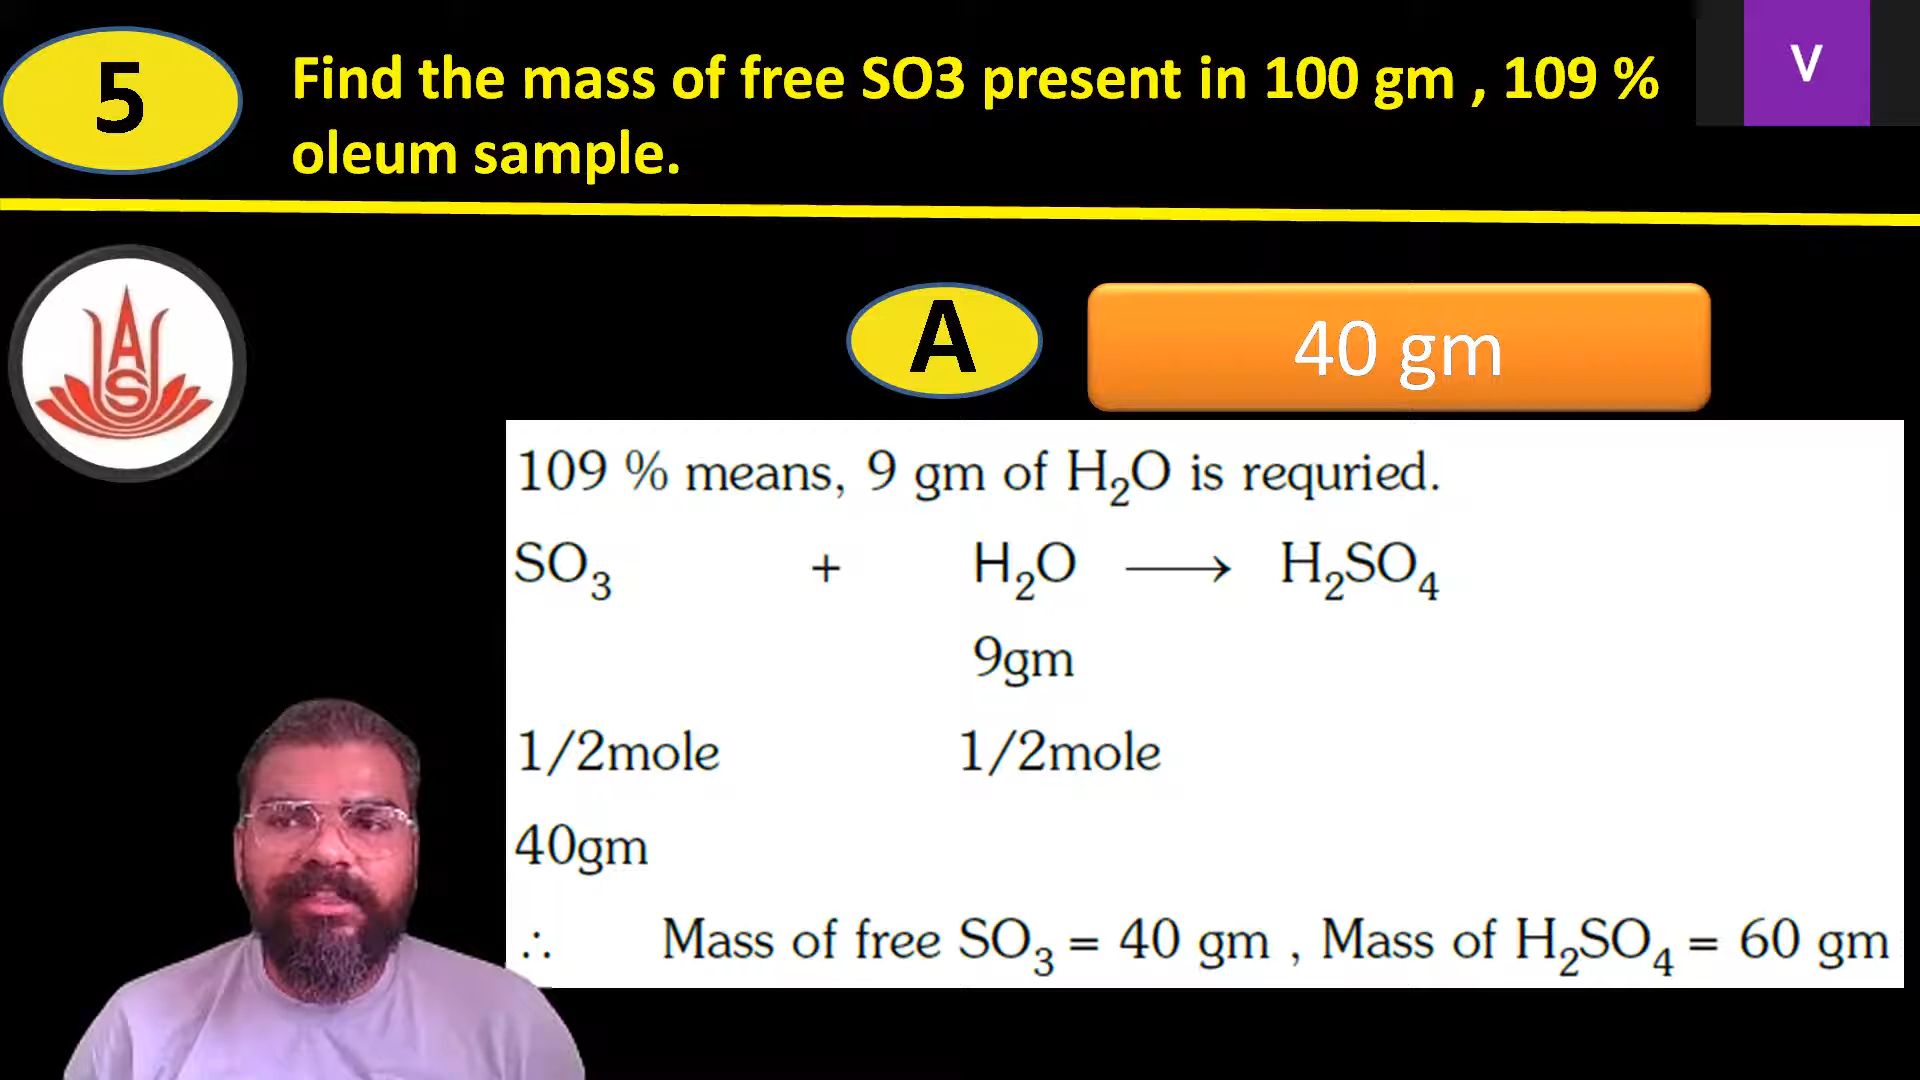 5
Find the mass of free SO3 present in 100 gm , 109 %
oleum sample.
V
AS
A
40 gm
109 % means, 9 gm of H₂O is requried.
SO₃ + H₂O ⟶ H₂SO₄
9gm
1/2mole 1/2mole
40gm
∴ Mass of free SO₃ = 40 gm , Mass of H₂SO₄ = 60 gm